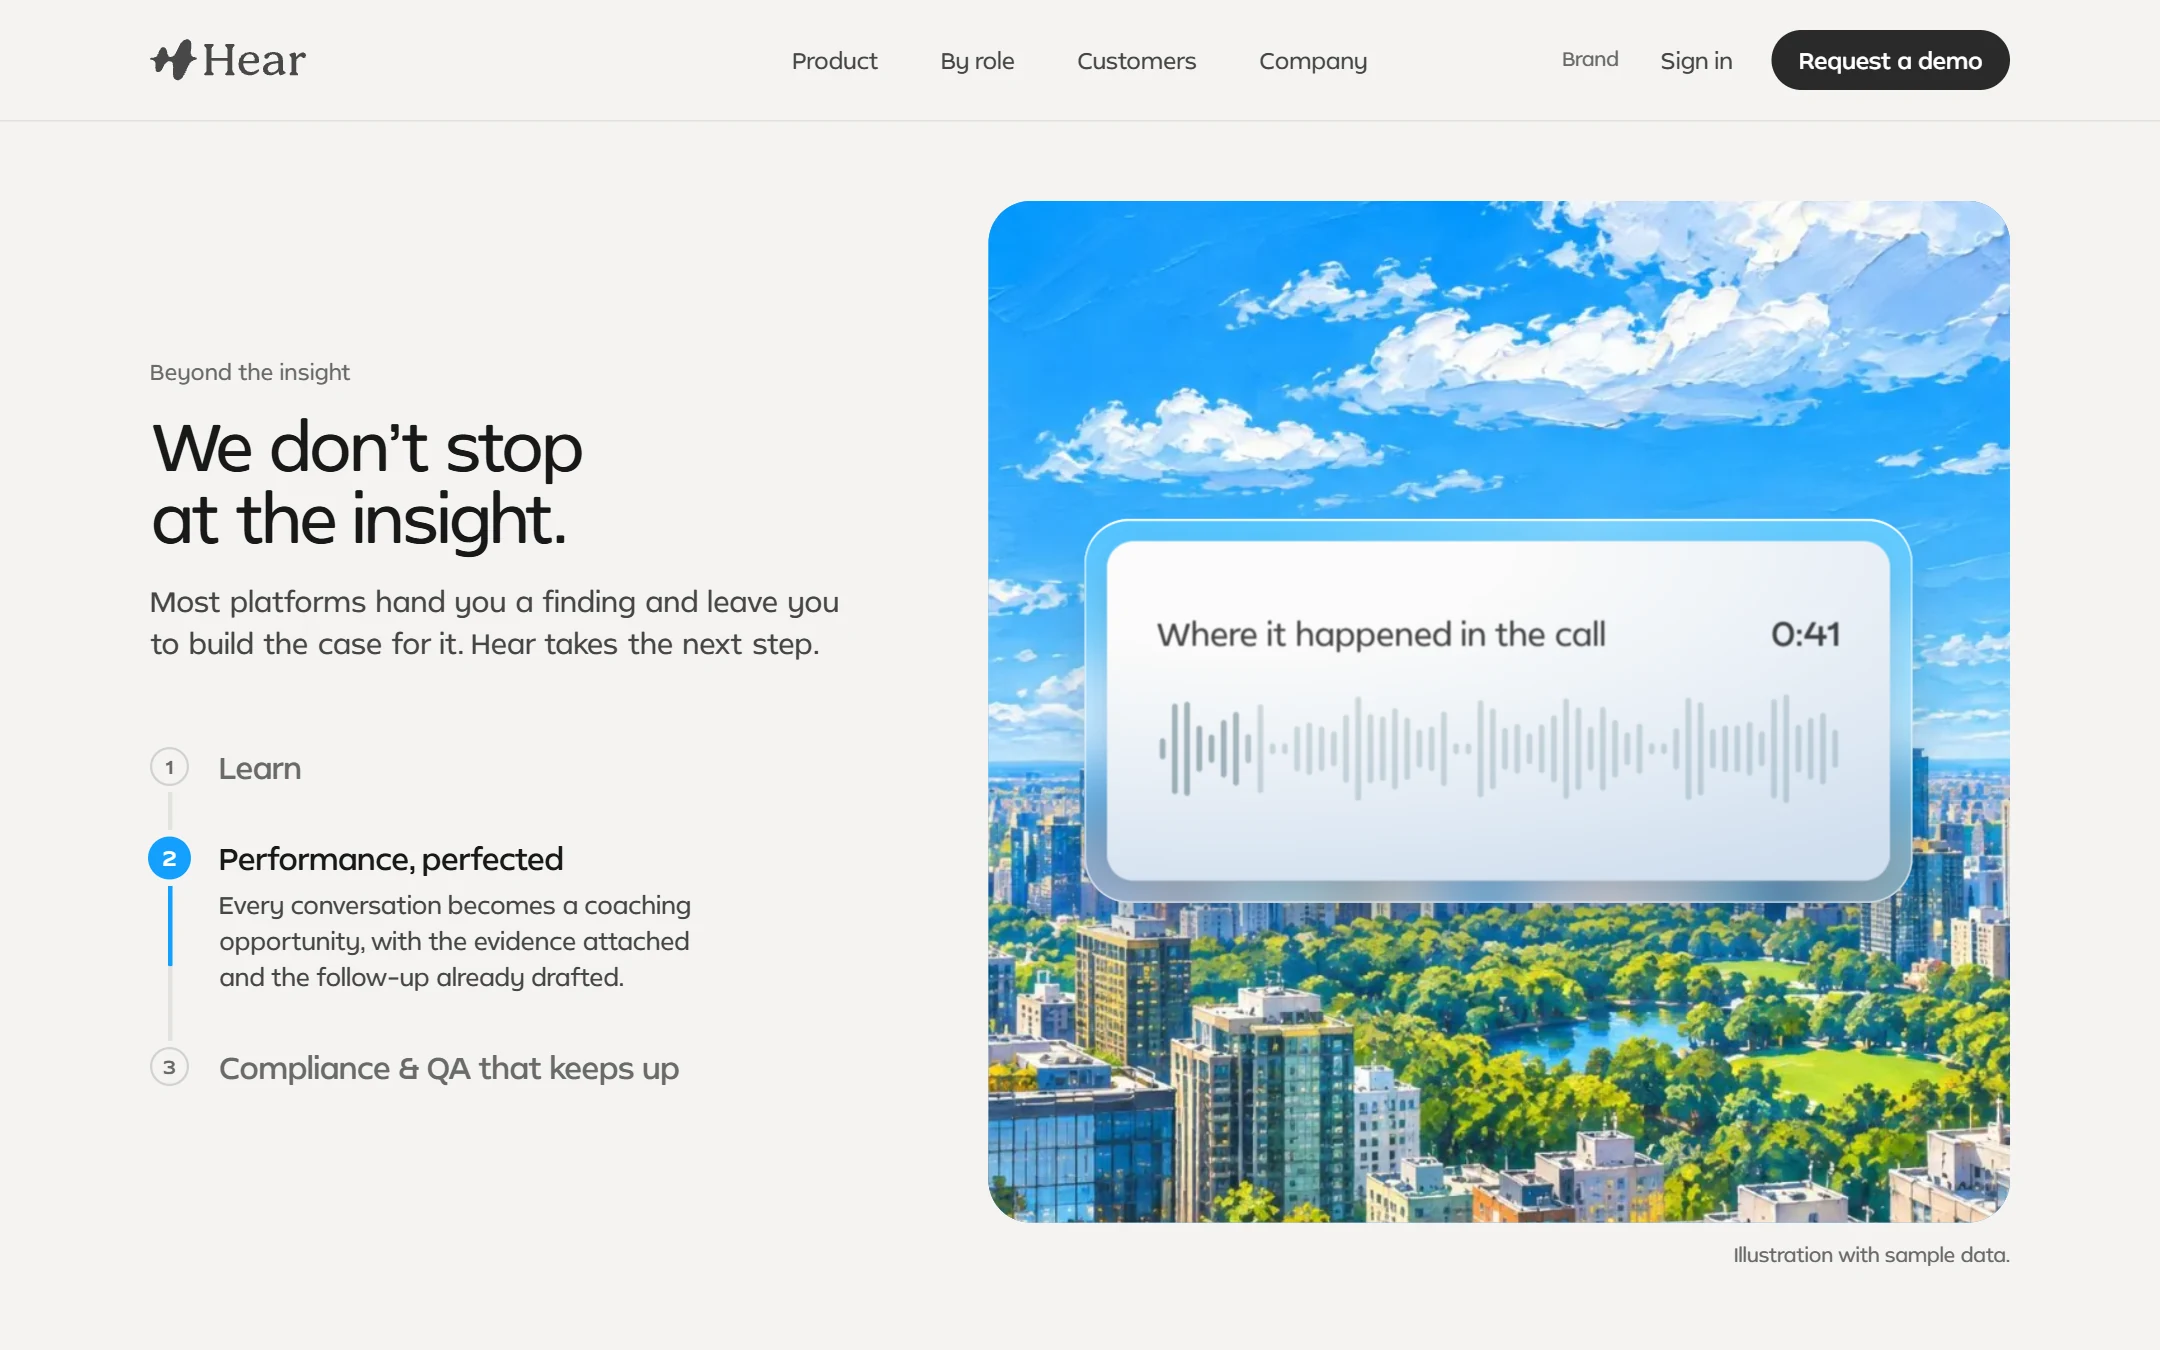 Hear
Product
By role
Customers
Company
Brand
Sign in
Request a demo
Beyond the insight
We don’t stop
at the insight.
Most platforms hand you a finding and leave you
to build the case for it. Hear takes the next step.
1
Learn
2
Performance, perfected
Every conversation becomes a coaching
opportunity, with the evidence attached
and the follow-up already drafted.
3
Compliance & QA that keeps up
Where it happened in the call
0:41
Illustration with sample data.